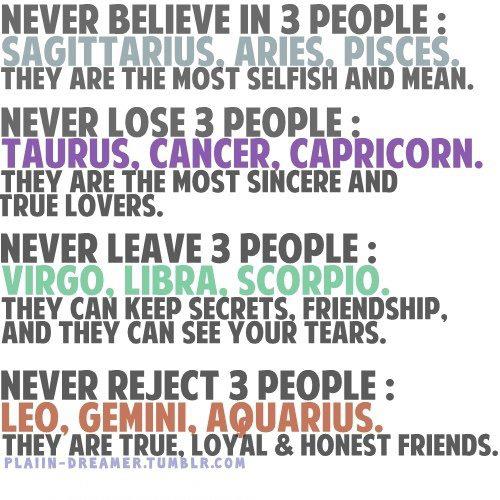 NEVER BELIEVE IN 3 PEOPLE :
SAGITTARIUS, ARIES, PISCES.
THEY ARE THE MOST SELFISH AND MEAN.
NEVER LOSE 3 PEOPLE :
TAURUS, CANCER, CAPRICORN.
THEY ARE THE MOST SINCERE AND
TRUE LOVERS.
NEVER LEAVE 3 PEOPLE :
VIRGO, LIBRA, SCORPIO.
THEY CAN KEEP SECRETS, FRIENDSHIP,
AND THEY CAN SEE YOUR TEARS.
NEVER REJECT 3 PEOPLE :
LEO, GEMINI, AQUARIUS.
THEY ARE TRUE, LOYAL & HONEST FRIENDS.
PLAIIN-DREAMER.TUMBLR.COM